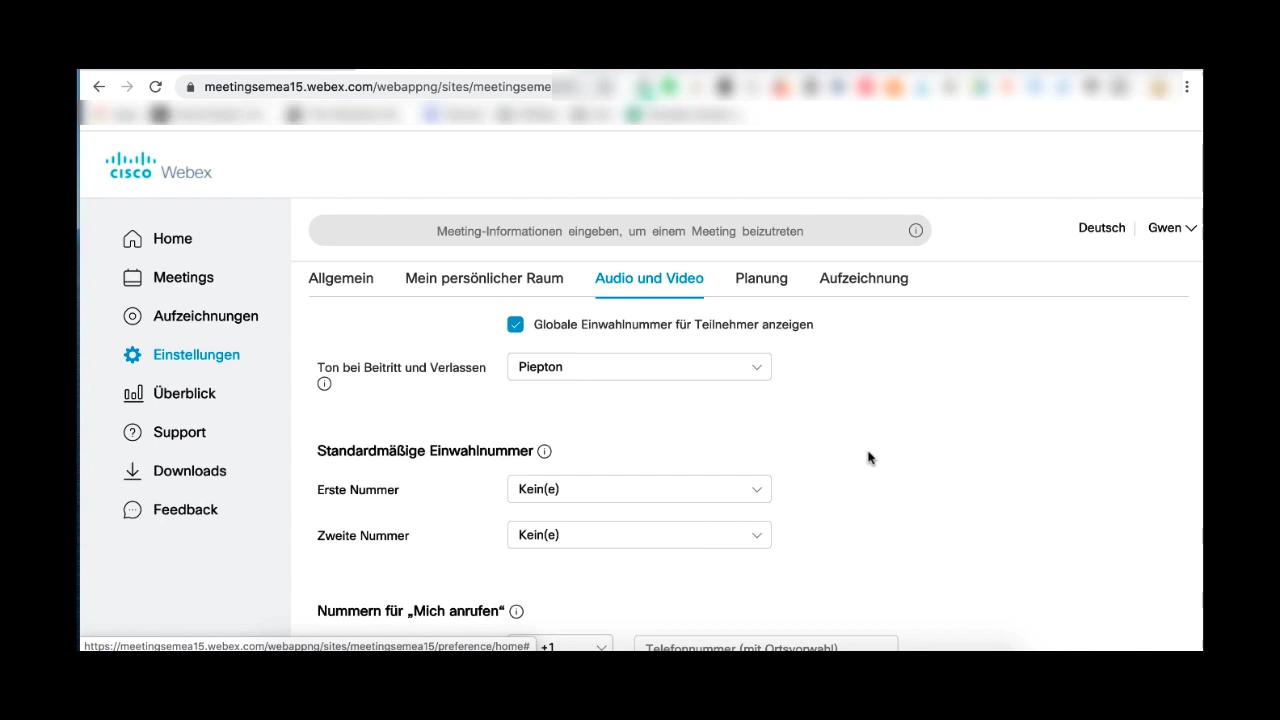 meetingsemea15.webex.com/webappng/sites/meetingseme
cisco Webex
Meeting-Informationen eingeben, um einem Meeting beizutreten
Deutsch
Gwen
Home
Meetings
Aufzeichnungen
Einstellungen
Überblick
Support
Downloads
Feedback
Allgemein
Mein persönlicher Raum
Audio und Video
Planung
Aufzeichnung
Globale Einwahlnummer für Teilnehmer anzeigen
Ton bei Beitritt und Verlassen
Piepton
Standardmäßige Einwahlnummer
Erste Nummer
Kein(e)
Zweite Nummer
Kein(e)
Nummern für „Mich anrufen“
+1
Telefonnummer (mit Ortsvorwahl)
https://meetingsemea15.webex.com/webappng/sites/meetingsemea15/preference/home#